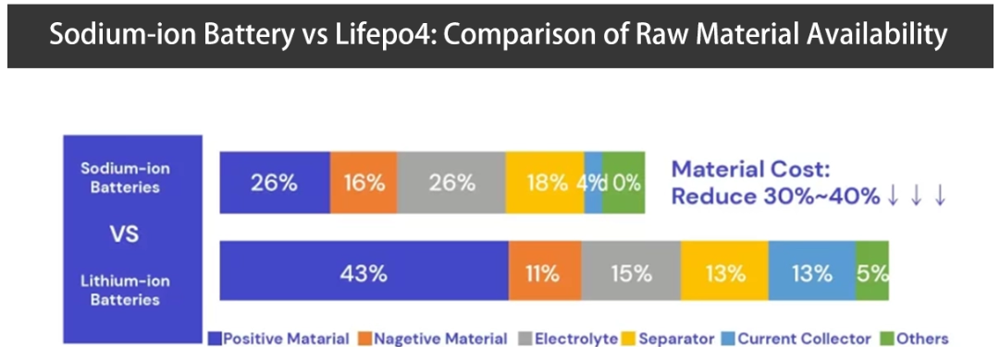 Sodium-ion Battery vs Lifepo4: Comparison of Raw Material Availability
Sodium-ion
Batteries
26% 16% 26% 18% 4% 0%
Material Cost:
Reduce 30%~40% ↓ ↓ ↓
VS
Lithium-ion
Batteries
43% 11% 15% 13% 13% 5%
Positive Matarial Nagetive Material Electrolyte Separator Current Collector Others